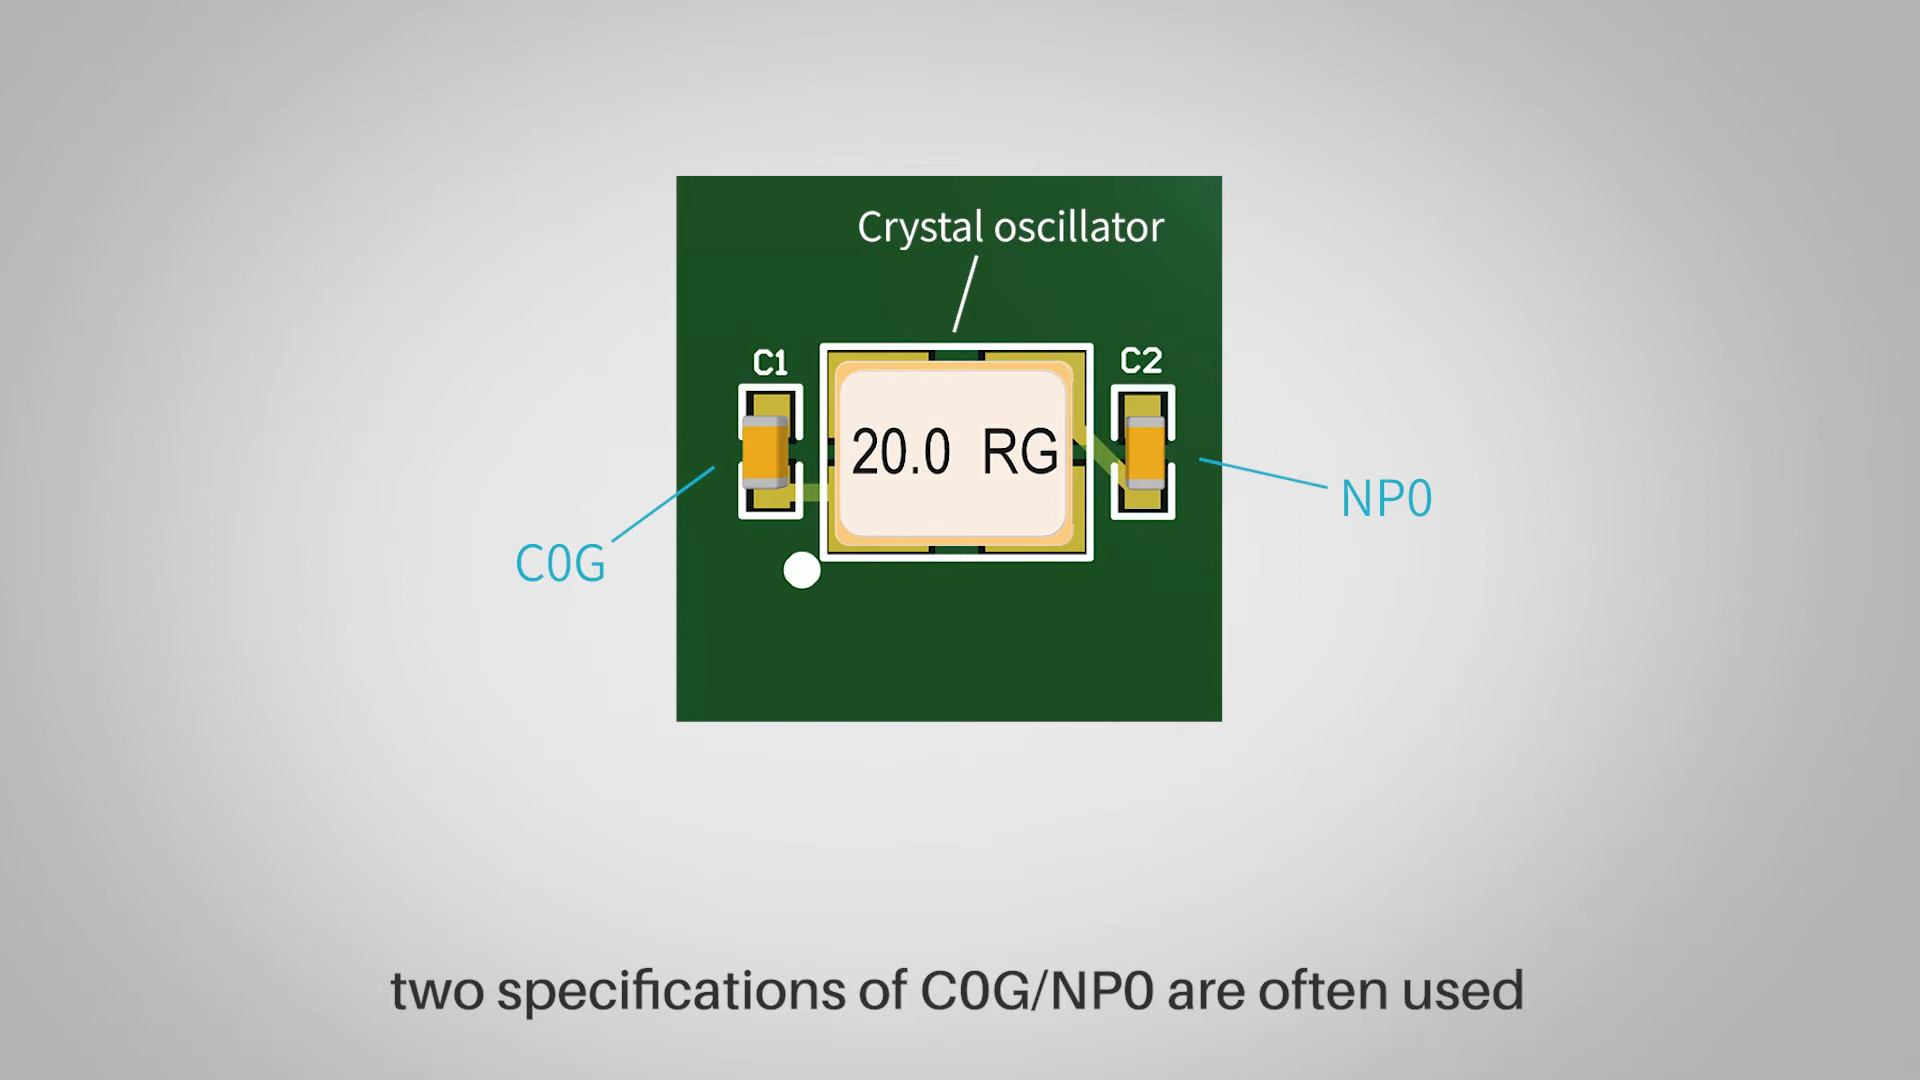 Crystal oscillator
C1
C2
20.0 RG
C0G
NP0
two specifications of C0G/NP0 are often used